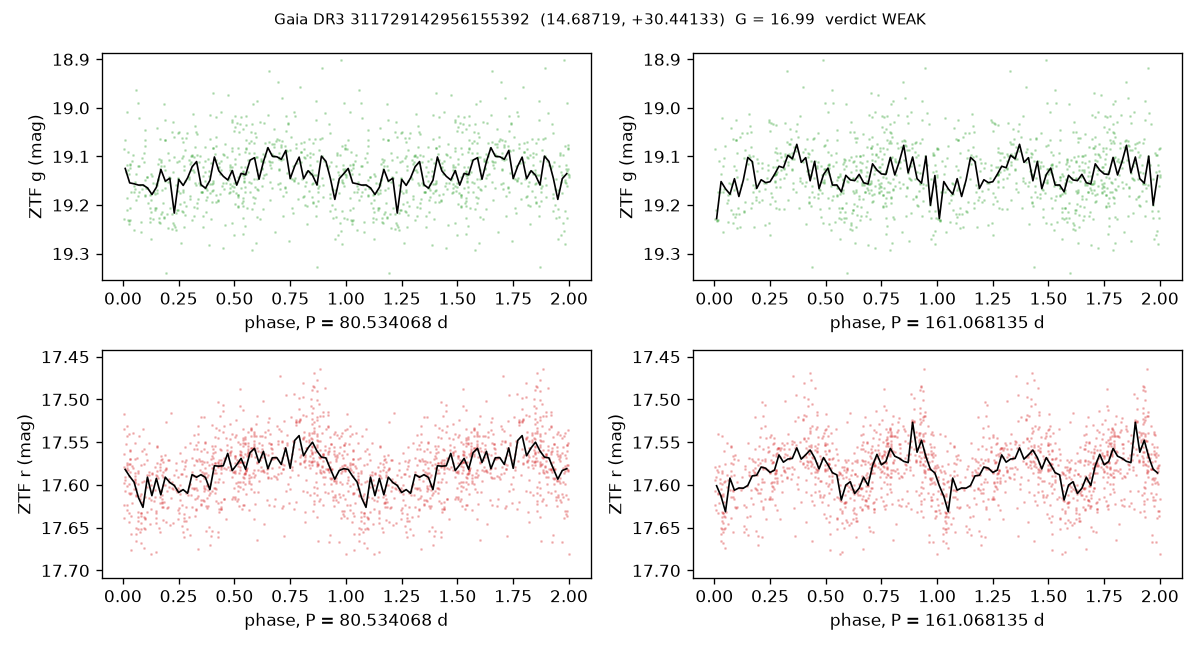 Gaia DR3 311729142956155392 (14.68719, +30.44133) G = 16.99 verdict WEAK
18.9
19.0
19.1
19.2
19.3
ZTF g (mag)
0.00 0.25 0.50 0.75 1.00 1.25 1.50 1.75 2.00
phase, P = 80.534068 d
18.9
19.0
19.1
19.2
19.3
ZTF g (mag)
0.00 0.25 0.50 0.75 1.00 1.25 1.50 1.75 2.00
phase, P = 161.068135 d
17.45
17.50
17.55
17.60
17.65
17.70
ZTF r (mag)
0.00 0.25 0.50 0.75 1.00 1.25 1.50 1.75 2.00
phase, P = 80.534068 d
17.45
17.50
17.55
17.60
17.65
17.70
ZTF r (mag)
0.00 0.25 0.50 0.75 1.00 1.25 1.50 1.75 2.00
phase, P = 161.068135 d